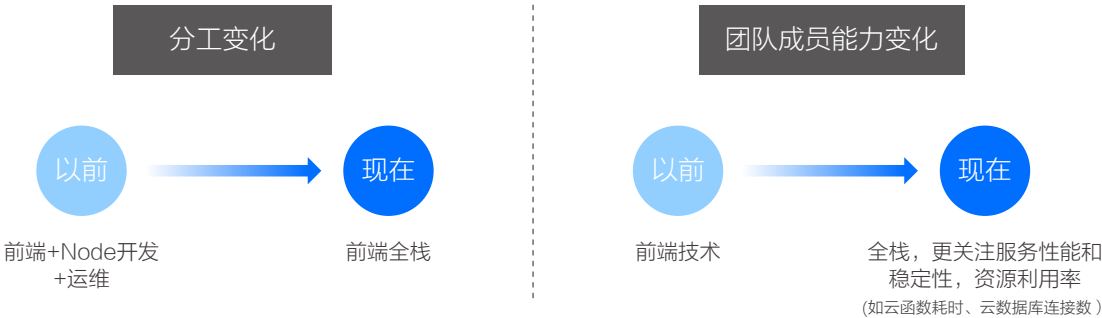 分工变化
以前
现在
前端+Node开发
+运维
前端全栈
团队成员能力变化
以前
现在
前端技术
全栈，更关注服务性能和
稳定性，资源利用率
(如云函数耗时、云数据库连接数 )